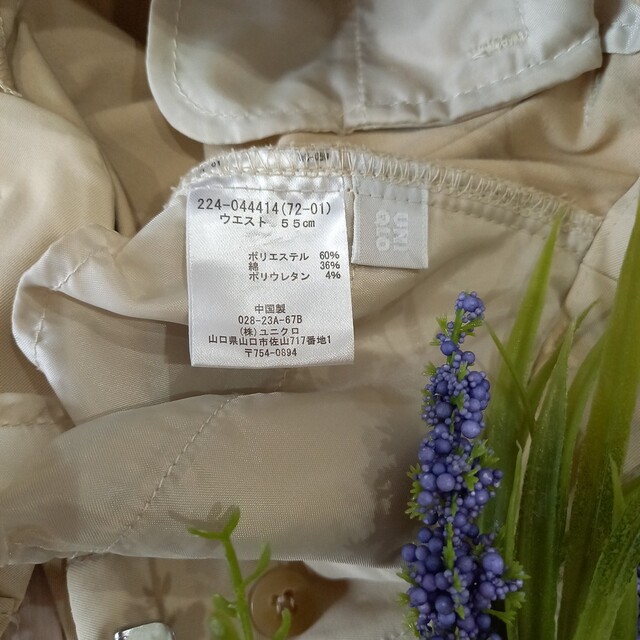 224-044414(72-01)
ウエスト 55cm
ポリエステル 60%
綿 36%
ポリウレタン 4%
中国製
028-23A-67B
(株)ユニクロ
山口県山口市佐山717番地1
〒754-0894
UNI
QLO